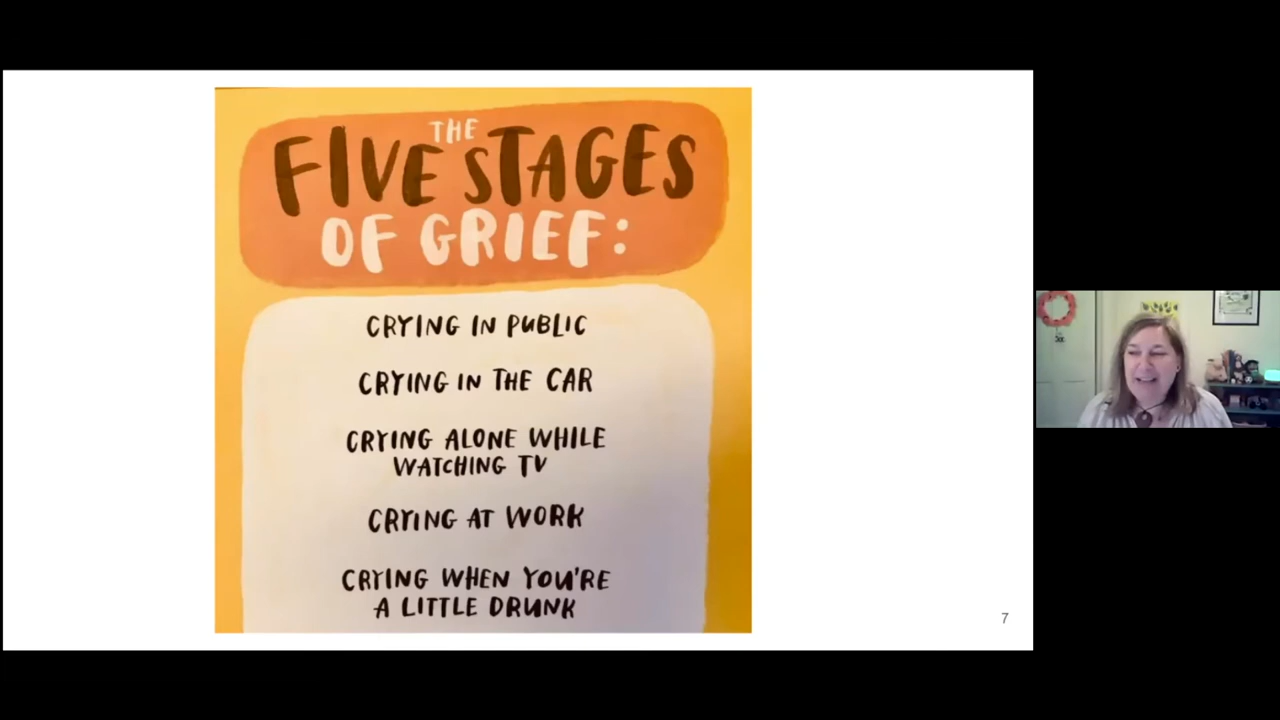 THE
FIVE STAGES
OF GRIEF:
CRYING IN PUBLIC
CRYING IN THE CAR
CRYING ALONE WHILE
WATCHING TV
CRYING AT WORK
CRYING WHEN YOU'RE
A LITTLE DRUNK
7